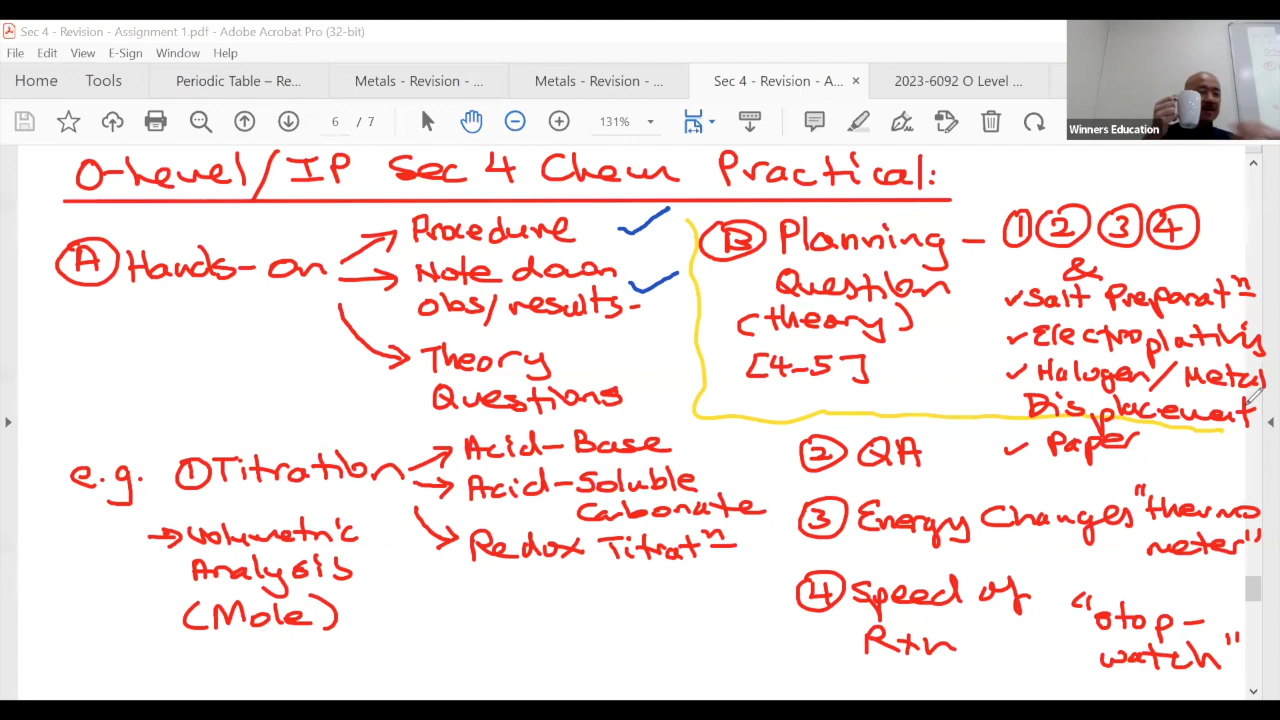 Sec 4 - Revision - Assignment 1.pdf - Adobe Acrobat Pro (32-bit)
File Edit View E-Sign Window Help
Home Tools Periodic Table – Re... Metals - Revision - ... Metals - Revision - ... Sec 4 - Revision - A... × 2023-6092 O Level ...
6 / 7 131%
Winners Education
O-Level/IP Sec 4 Chem Practical:
(A) Hands-on
Procedure
Note down
obs/results-
Theory
Questions
(B) Planning –
Question
(theory)
[4-5]
① ② ③ ④
&
✓ Salt Preparatⁿ
✓ Electroplating
✓ Halogen/Metal
Displacement
✓ Paper
e.g. ① Titration
→ Volumetric
Analysis
(Mole)
Acid-Base
Acid-Soluble
Carbonate
Redox Titratⁿ
② QA
③ Energy Changes "thermo
meter"
④ Speed of
Rxn
"stop-
watch"